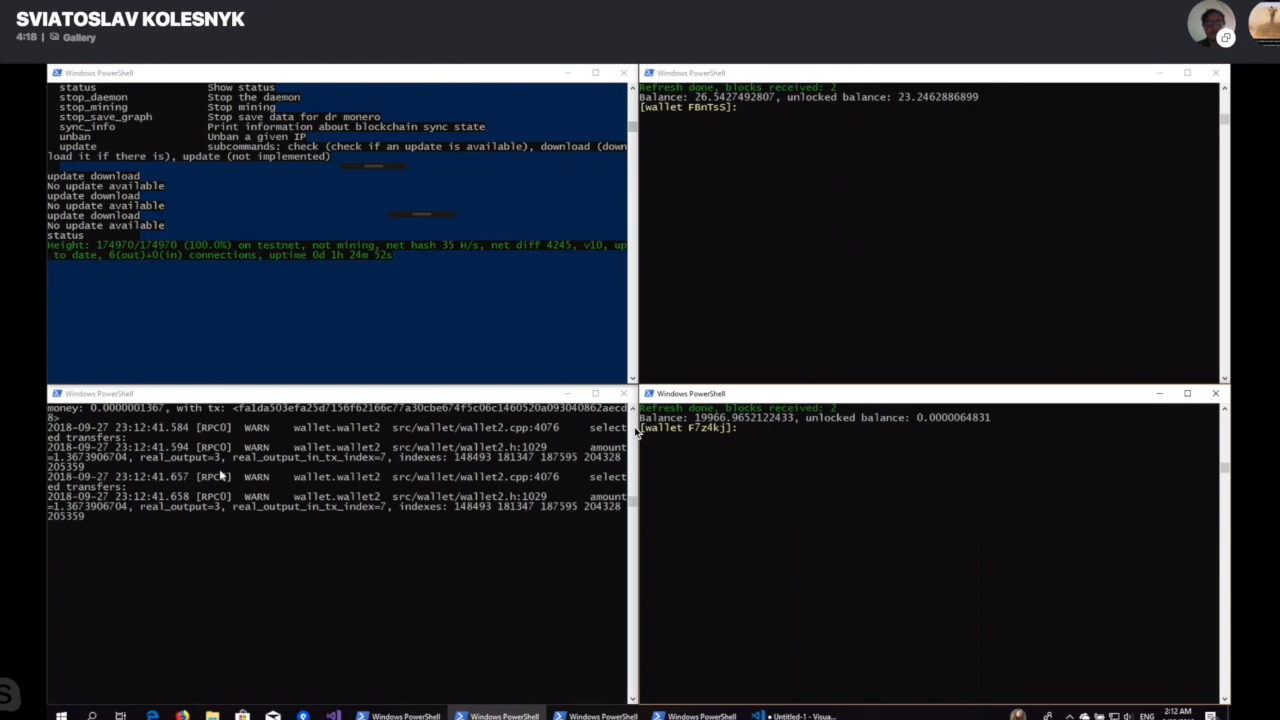 SVIATOSLAV KOLESNYK
4:18 | Gallery
Windows PowerShell
status Show status
stop_daemon Stop the daemon
stop_mining Stop mining
stop_save_graph Stop save data for dr monero
sync_info Print information about blockchain sync state
unban Unban a given IP
update subcommands: check (check if an update is available), download (down
load it if there is), update (not implemented)
update download
No update available
update download
No update available
update download
No update available
status
Height: 174970/174970 (100.0%) on testnet, not mining, net hash 35 H/s, net diff 4245, v10, up
to date, 6(out)+0(in) connections, uptime 0d 1h 24m 52s
Windows PowerShell
Refresh done, blocks received: 2
Balance: 26.5427492807, unlocked balance: 23.2462886899
[wallet FBnTsS]:
Windows PowerShell
money: 0.0000001367, with tx: <fa1da503efa25d7156f62166c77a30cbe674f5c06c1460520a093040862aecd
8>
2018-09-27 23:12:41.584 [RPC0] WARN wallet.wallet2 src/wallet/wallet2.cpp:4076 select
ed transfers:
2018-09-27 23:12:41.594 [RPC0] WARN wallet.wallet2 src/wallet/wallet2.h:1029 amount
=1.3673906704, real_output=3, real_output_in_tx_index=7, indexes: 148493 181347 187595 204328
205359
2018-09-27 23:12:41.657 [RPC0] WARN wallet.wallet2 src/wallet/wallet2.cpp:4076 select
ed transfers:
2018-09-27 23:12:41.658 [RPC0] WARN wallet.wallet2 src/wallet/wallet2.h:1029 amount
=1.3673906704, real_output=3, real_output_in_tx_index=7, indexes: 148493 181347 187595 204328
205359
Windows PowerShell
Refresh done, blocks received: 2
Balance: 19966.9652122433, unlocked balance: 0.0000064831
[wallet F7z4kj]:
Windows PowerShell
Windows PowerShell
Windows PowerShell
Windows PowerShell
● Untitled-1 - Visua...
ENG
2:12 AM